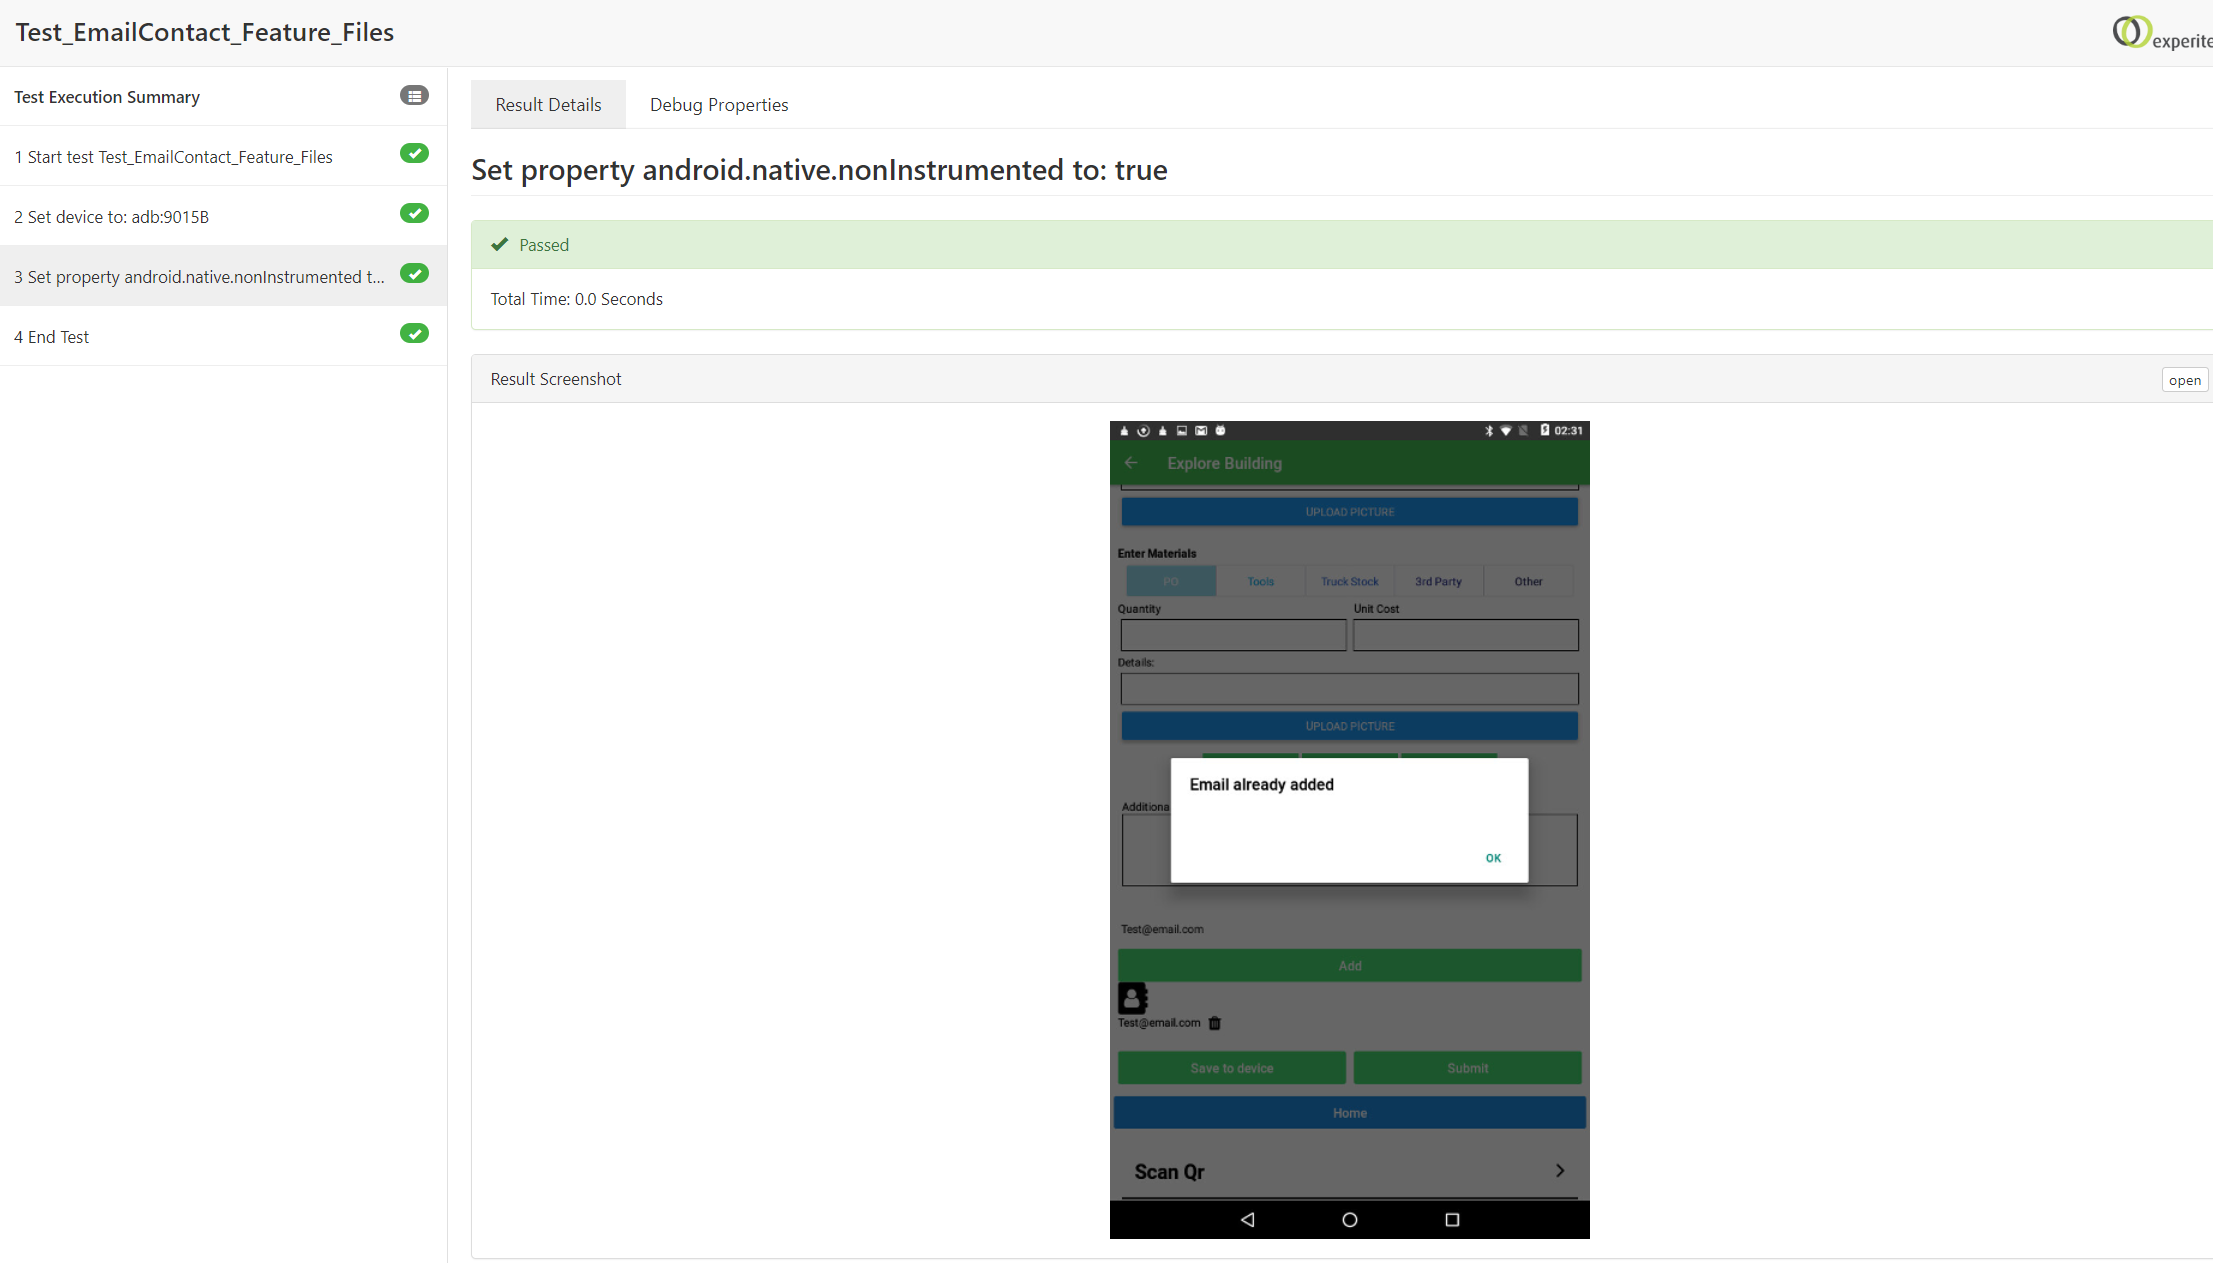 Test_EmailContact_Feature_Files
experite
Test Execution Summary
1 Start test Test_EmailContact_Feature_Files
2 Set device to: adb:9015B
3 Set property android.native.nonInstrumented t...
4 End Test
Result Details
Debug Properties
Set property android.native.nonInstrumented to: true
Passed
Total Time: 0.0 Seconds
Result Screenshot
open
02:31
Explore Building
UPLOAD PICTURE
Enter Materials
PO Tools Truck Stock 3rd Party Other
Quantity Unit Cost
Details:
UPLOAD PICTURE
Email already added
Additiona
OK
Test@email.com
Add
Test@email.com
Save to device Submit
Home
Scan Qr